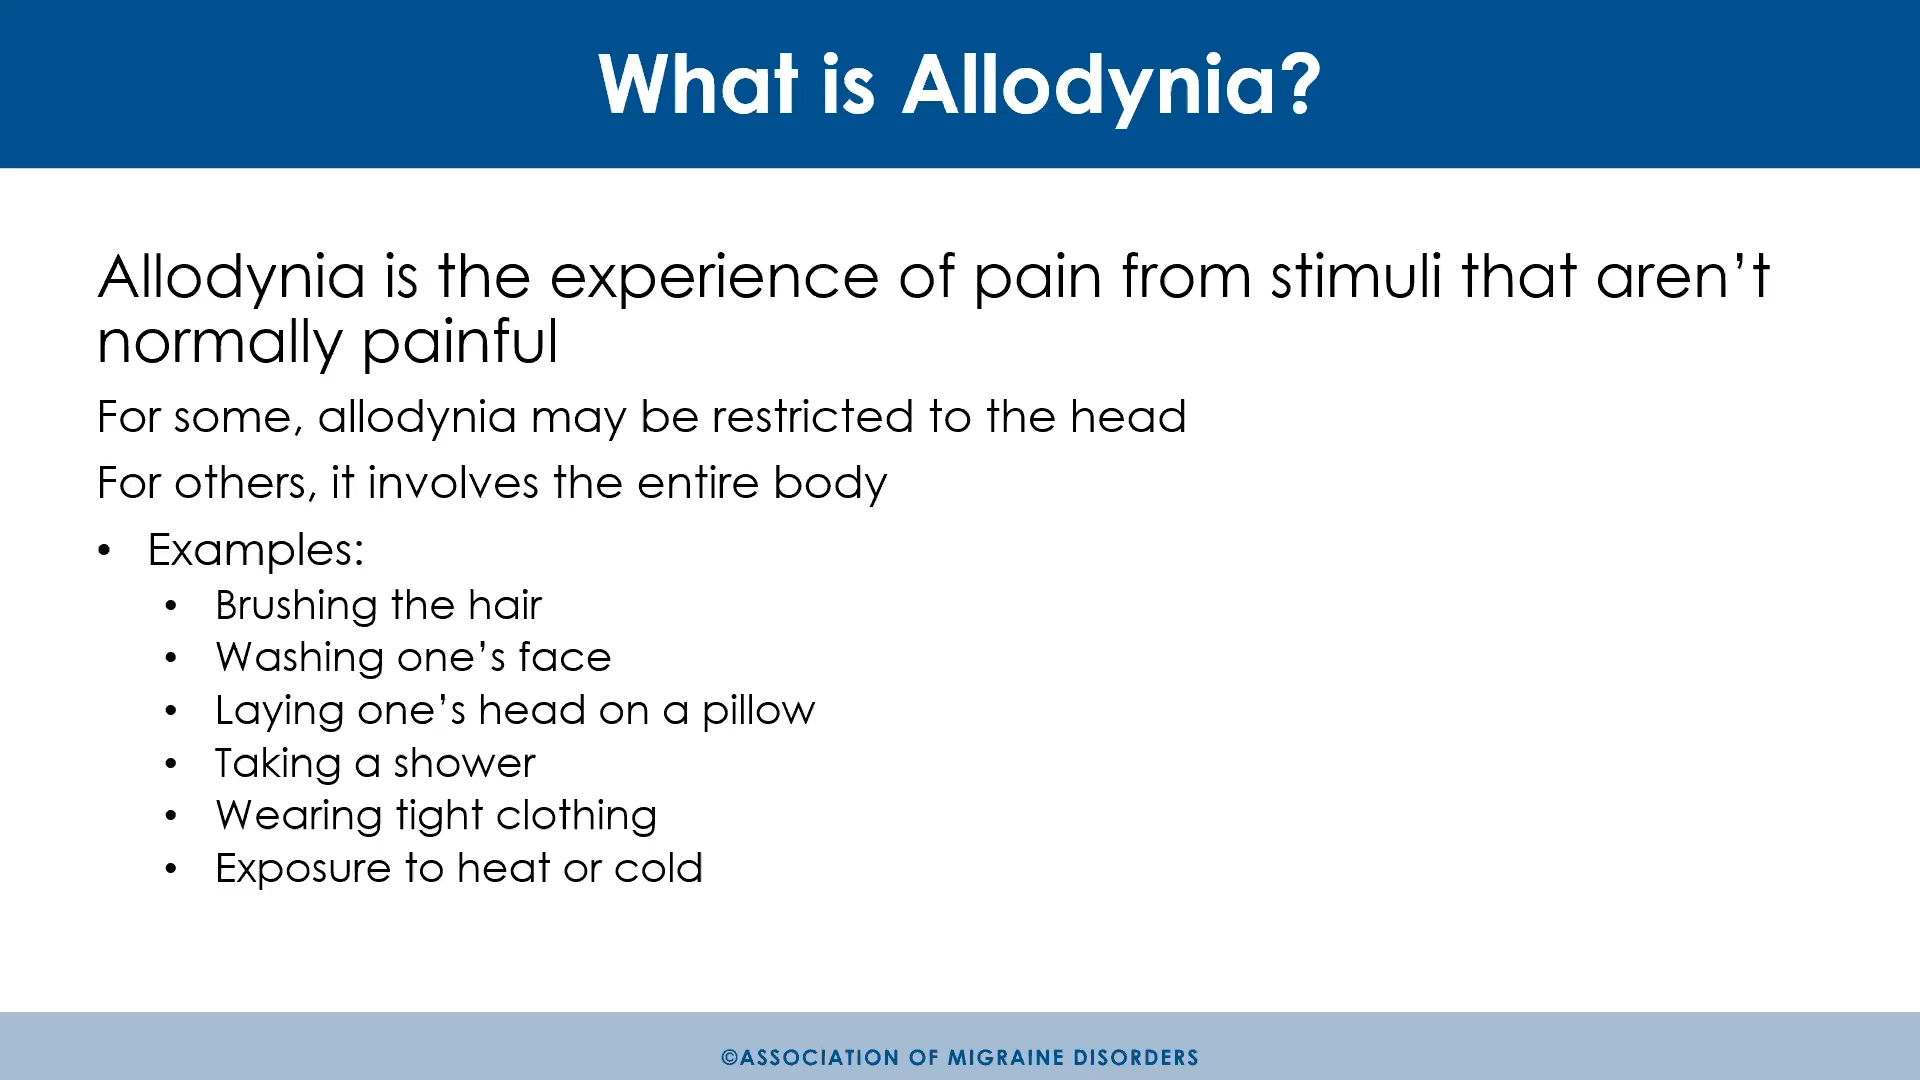 What is Allodynia?
Allodynia is the experience of pain from stimuli that aren’t
normally painful
For some, allodynia may be restricted to the head
For others, it involves the entire body
• Examples:
• Brushing the hair
• Washing one’s face
• Laying one’s head on a pillow
• Taking a shower
• Wearing tight clothing
• Exposure to heat or cold
©ASSOCIATION OF MIGRAINE DISORDERS